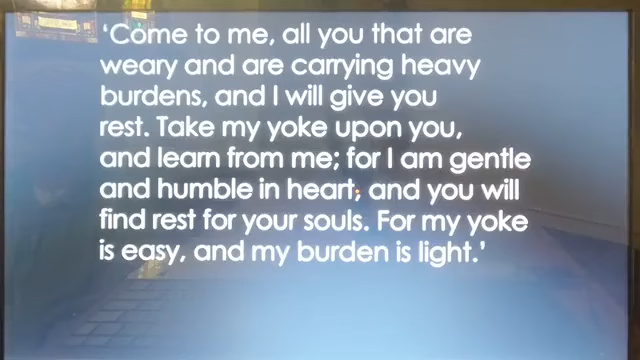 ‘Come to me, all you that are
weary and are carrying heavy
burdens, and I will give you
rest. Take my yoke upon you,
and learn from me; for I am gentle
and humble in heart, and you will
find rest for your souls. For my yoke
is easy, and my burden is light.’